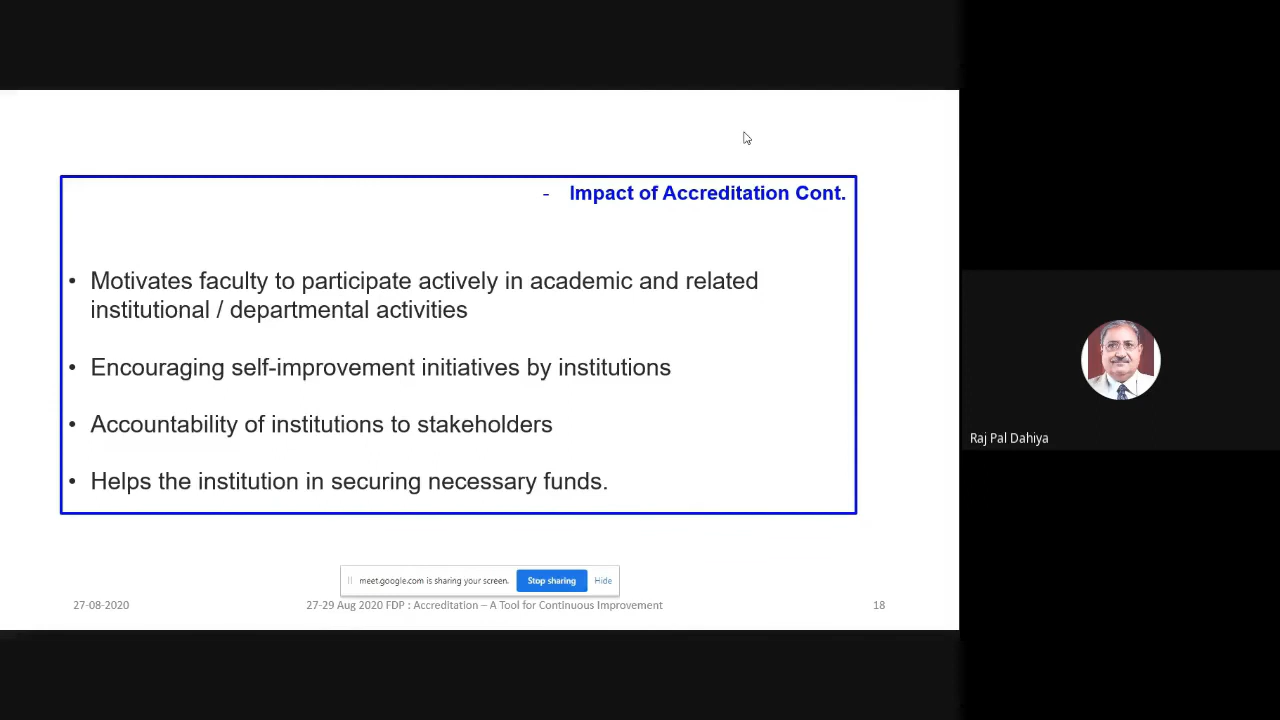 - Impact of Accreditation Cont.
• Motivates faculty to participate actively in academic and related
institutional / departmental activities
• Encouraging self-improvement initiatives by institutions
• Accountability of institutions to stakeholders
• Helps the institution in securing necessary funds.
meet.google.com is sharing your screen. Stop sharing Hide
27-08-2020 27-29 Aug 2020 FDP : Accreditation – A Tool for Continuous Improvement 18
Raj Pal Dahiya